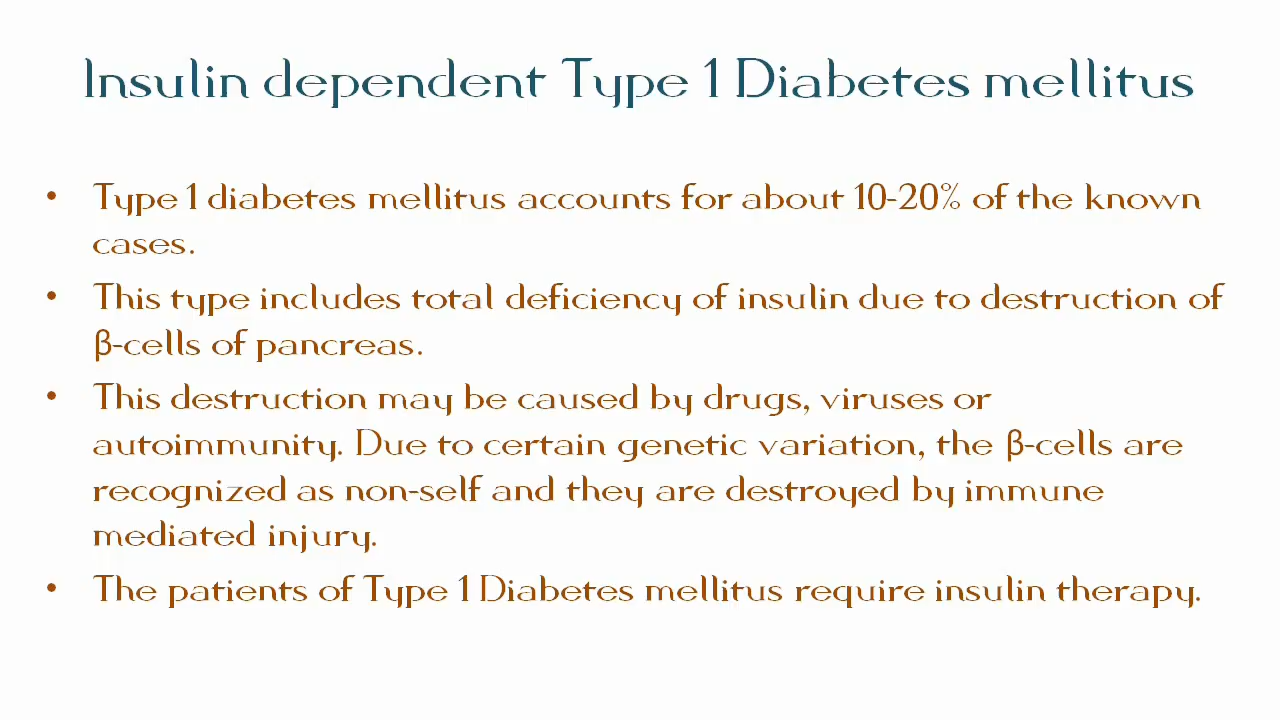 Insulin dependent Type 1 Diabetes mellitus
• Type 1 diabetes mellitus accounts for about 10-20% of the known
cases.
• This type includes total deficiency of insulin due to destruction of
β-cells of pancreas.
• This destruction may be caused by drugs, viruses or
autoimmunity. Due to certain genetic variation, the β-cells are
recognized as non-self and they are destroyed by immune
mediated injury.
• The patients of Type 1 Diabetes mellitus require insulin therapy.